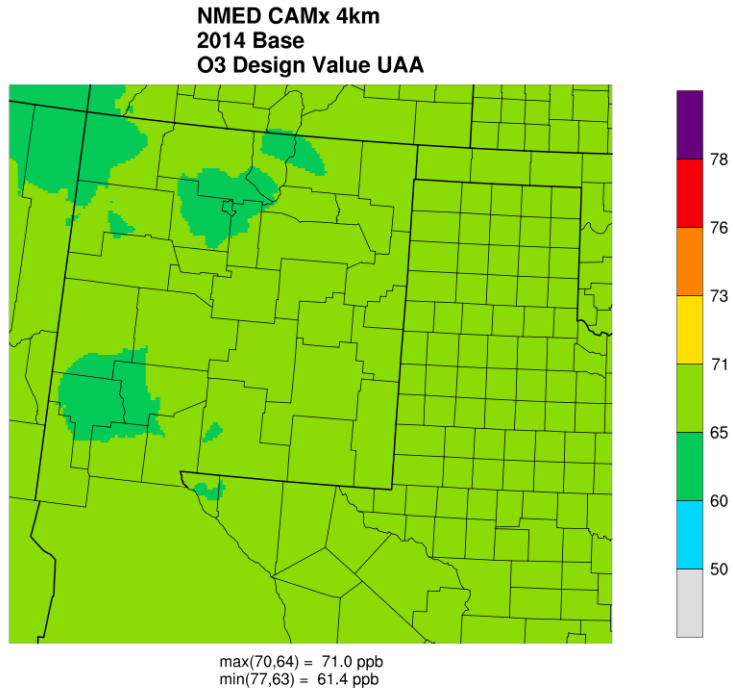 NMED CAMx 4km
2014 Base
O3 Design Value UAA
78
76
73
71
65
60
50
max(70,64) = 71.0 ppb
min(77,63) = 61.4 ppb